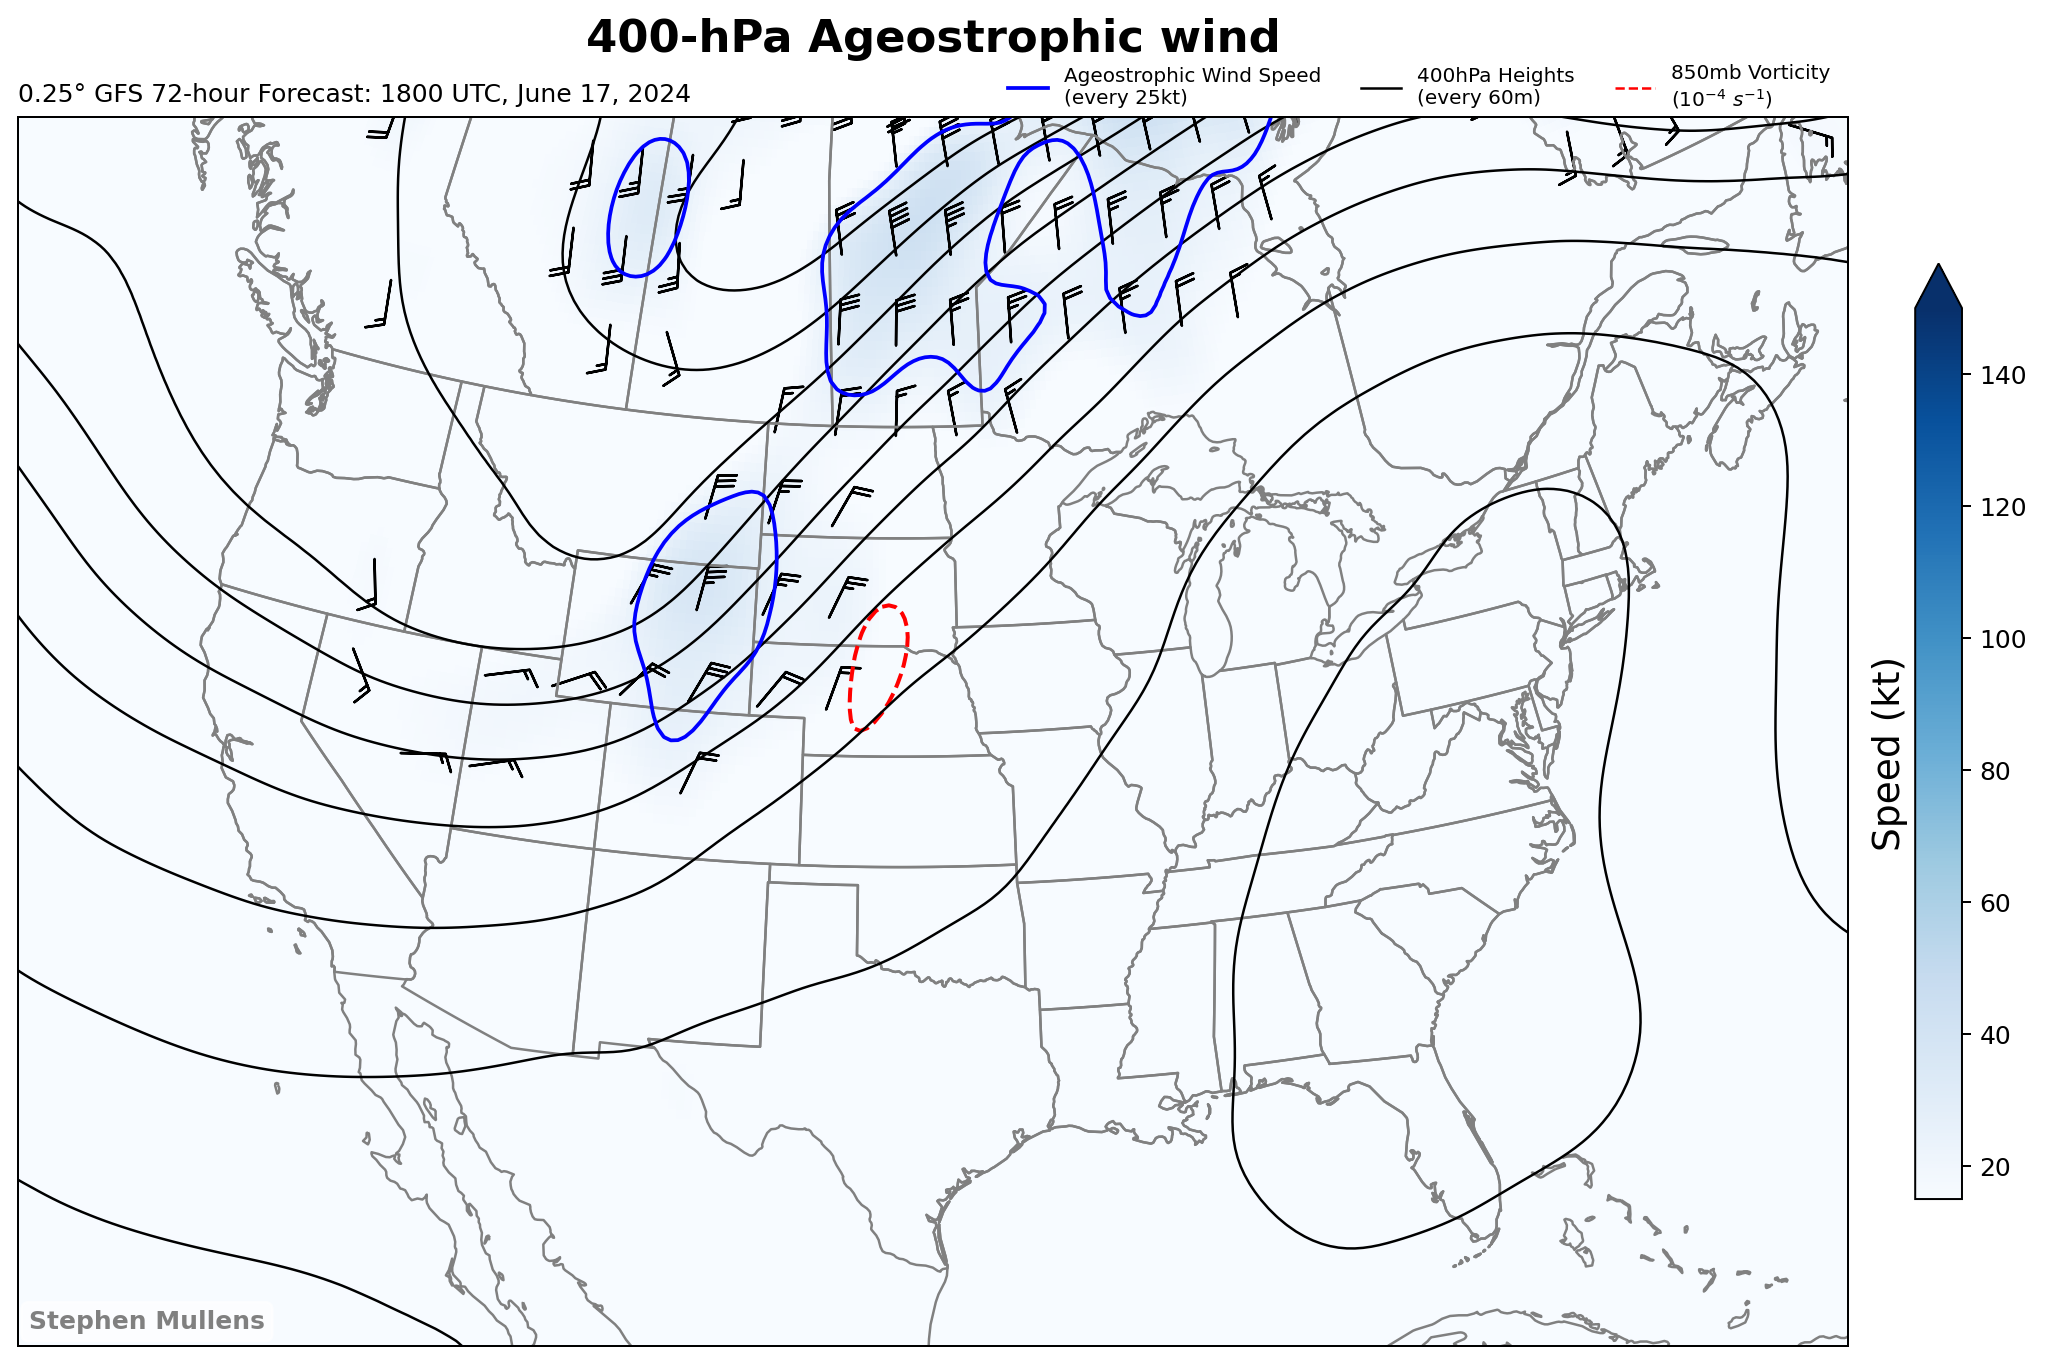 400-hPa Ageostrophic wind
0.25° GFS 72-hour Forecast: 1800 UTC, June 17, 2024
Ageostrophic Wind Speed
(every 25kt)
400hPa Heights
(every 60m)
850mb Vorticity
(10⁻⁴ s⁻¹)
140
120
100
80
60
40
20
Speed (kt)
Stephen Mullens